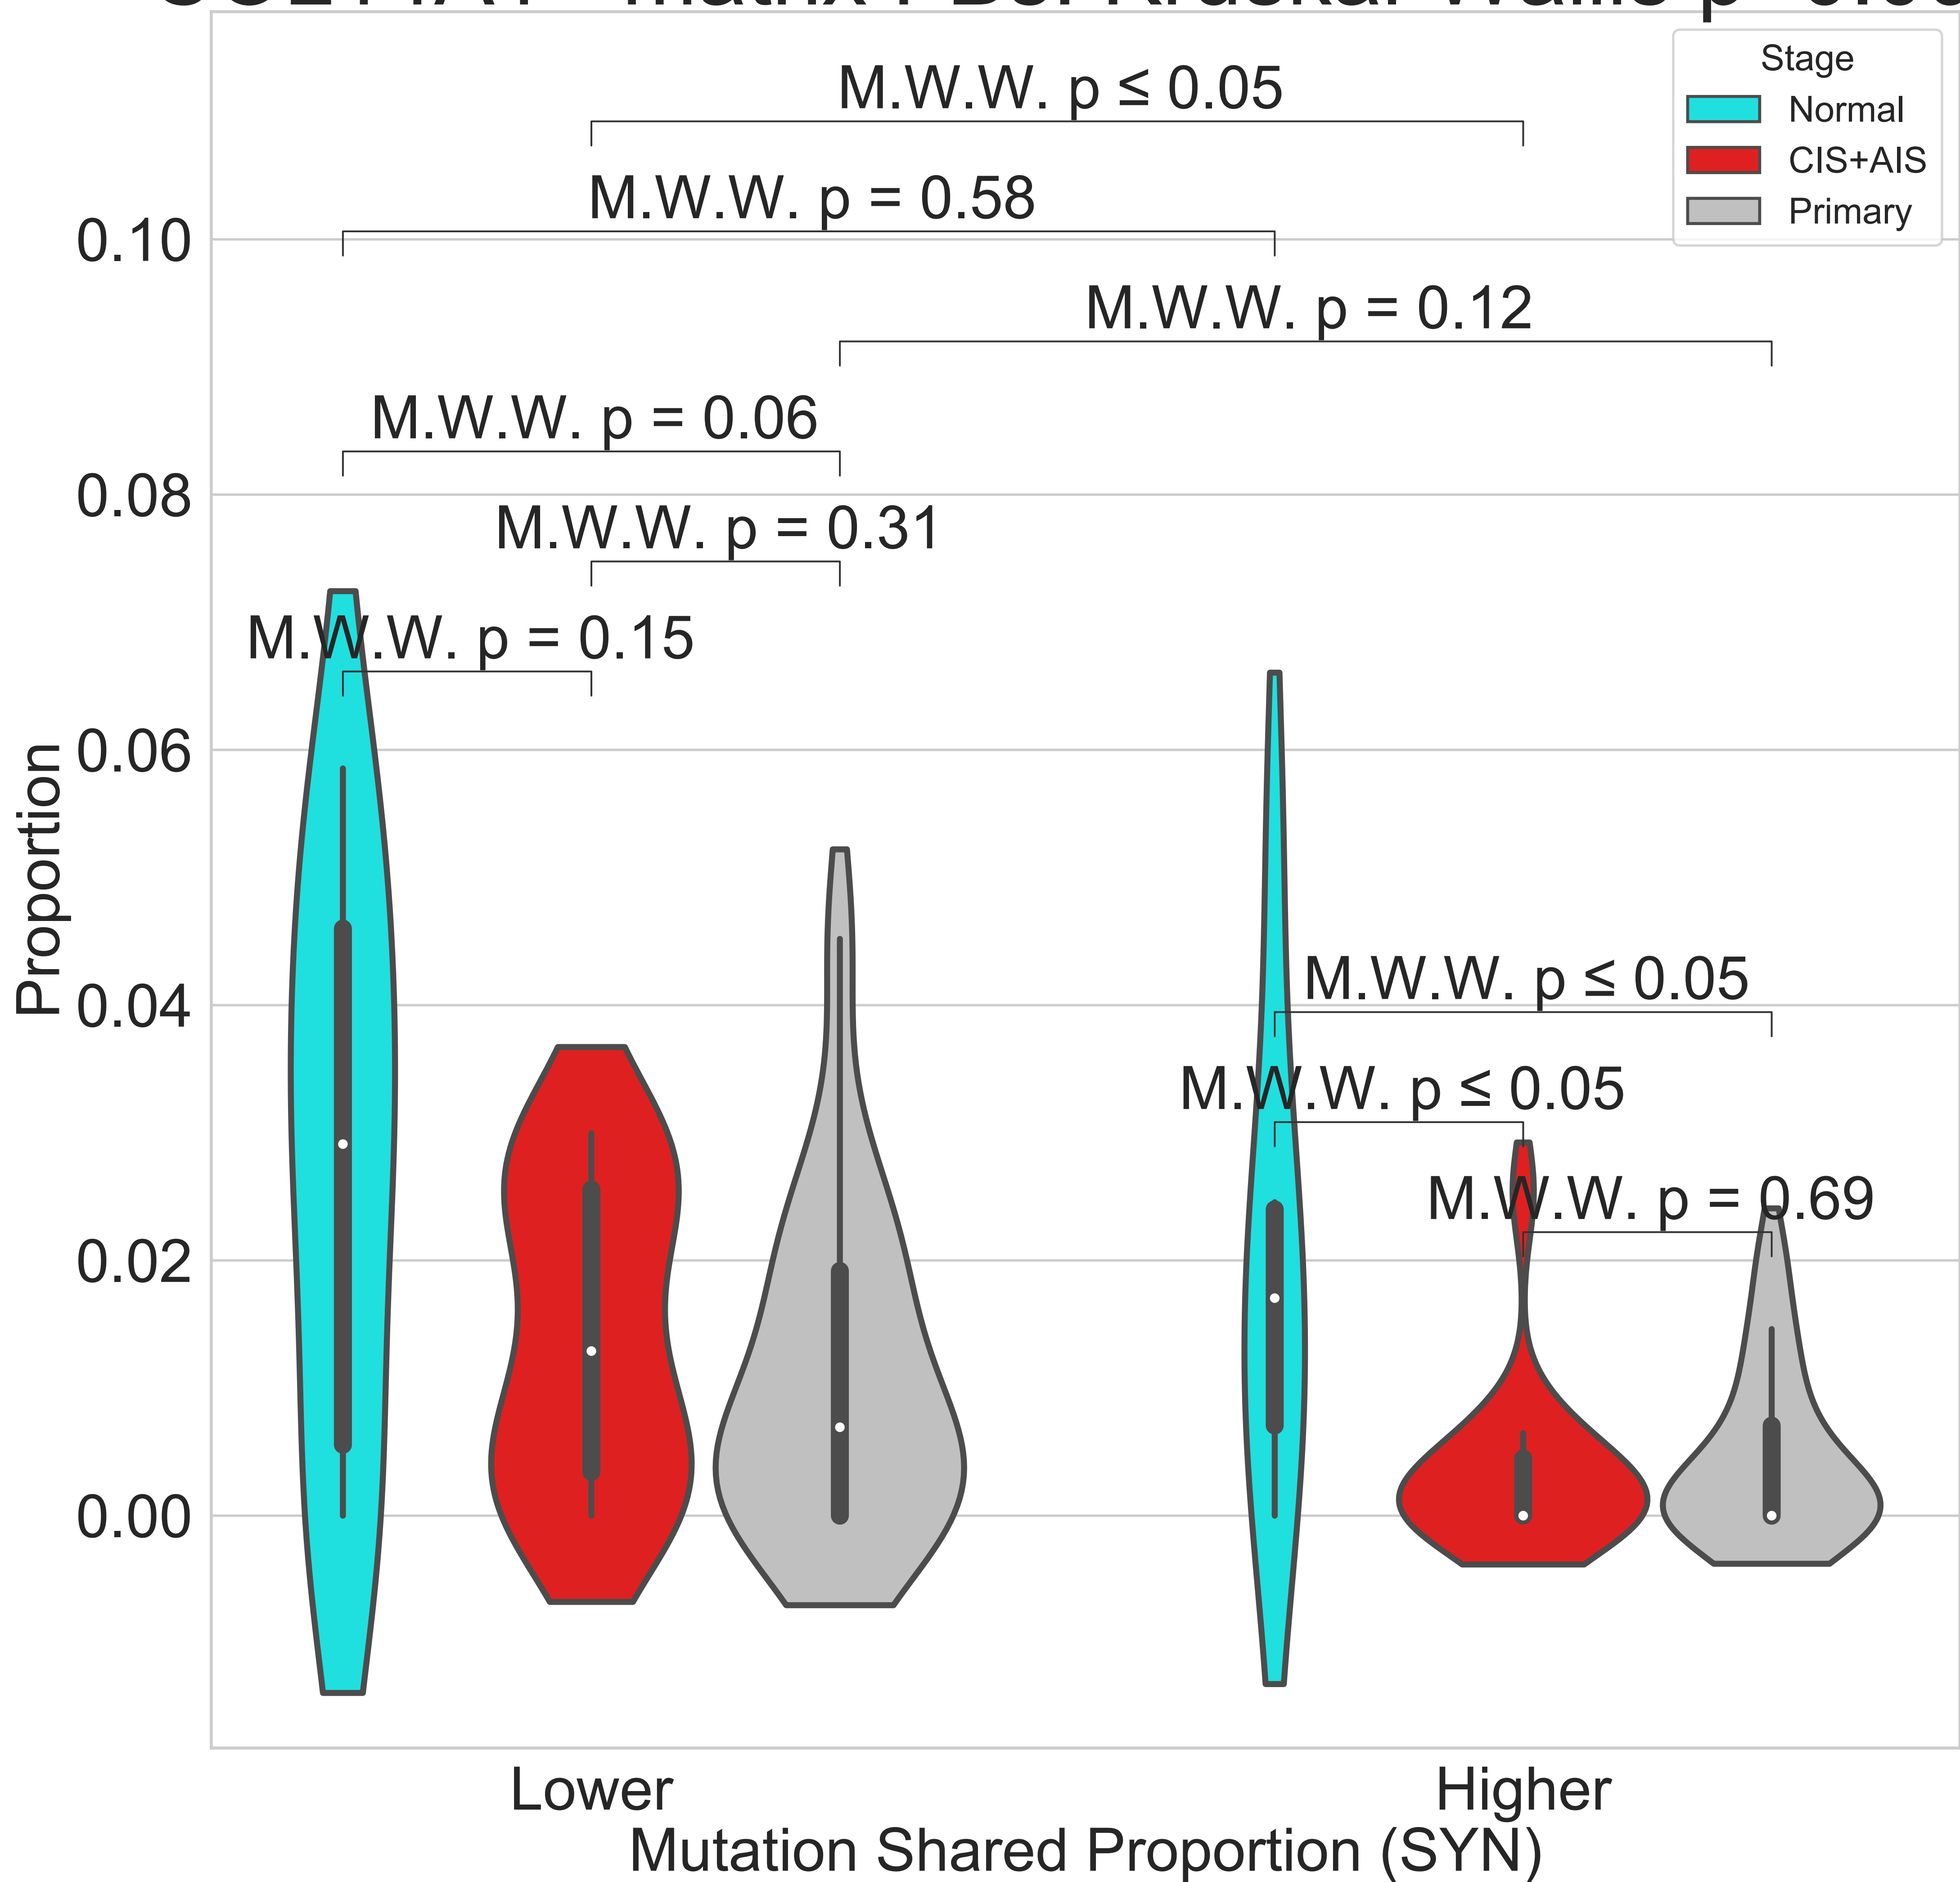 Stage
Normal
CIS+AIS
Primary
M.W.W. p ≤ 0.05
M.W.W. p = 0.58
M.W.W. p = 0.12
M.W.W. p = 0.06
M.W.W. p = 0.31
M.W.W. p = 0.15
M.W.W. p ≤ 0.05
M.W.W. p ≤ 0.05
M.W.W. p = 0.69
0.10
0.08
0.06
0.04
0.02
0.00
Proportion
Lower
Higher
Mutation Shared Proportion (SYN)